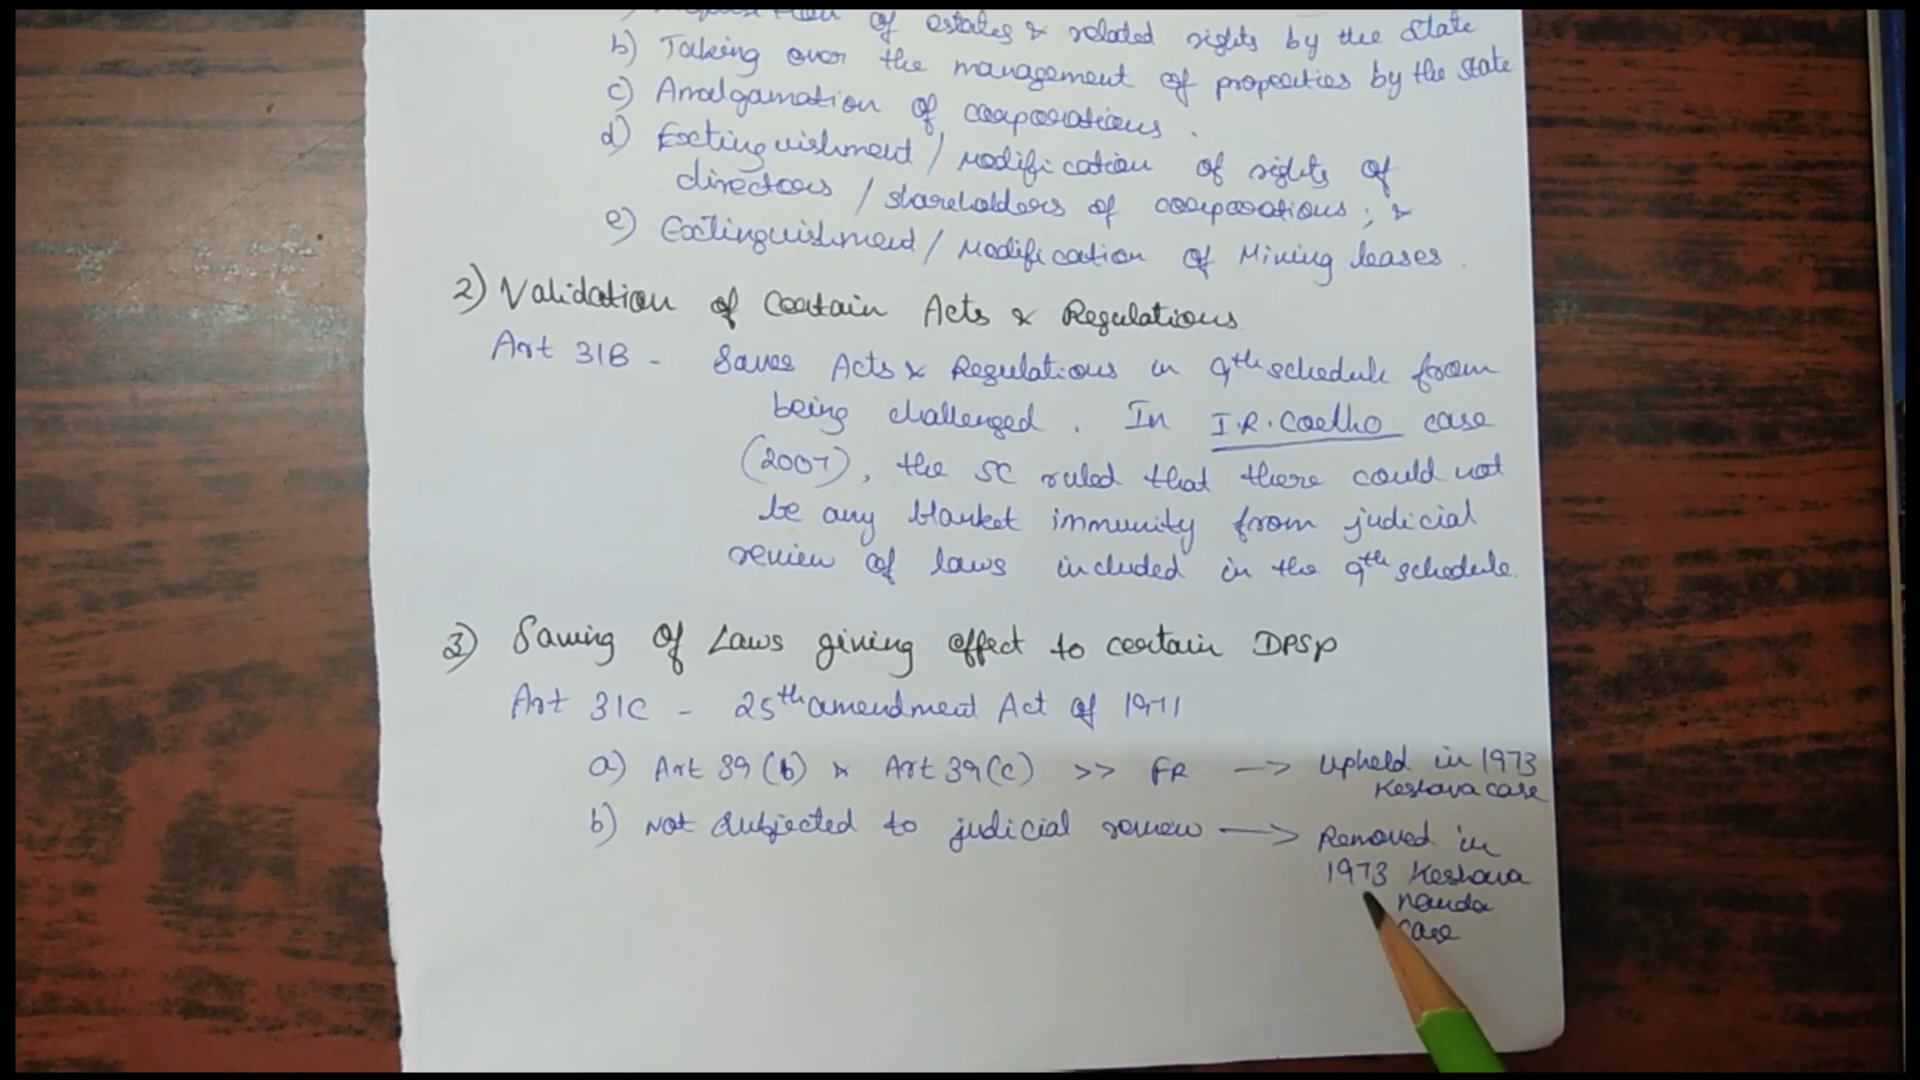 of estates & related rights by the State
b) Taking over the management of properties by the state
c) Amalgamation of corporations.
d) Extinguishment / Modification of rights of
directors / shareholders of corporations; &
e) Extinguishment / Modification of Mining leases.
2) Validation of Certain Acts & Regulations
Art 31B - Saves Acts & Regulations in 9th schedule from
being challenged. In I.R. Coelho case
(2007), the SC ruled that there could not
be any blanket immunity from judicial
review of laws included in the 9th schedule.
3) Saving Of Laws giving effect to certain DPSP
Art 31C - 25th amendment Act of 1971
a) Art 39(b) & Art 39(c) >> FR → upheld in 1973
Keshava case
b) Not Subjected to judicial review → Removed in
1973 Keshava
nanda
case